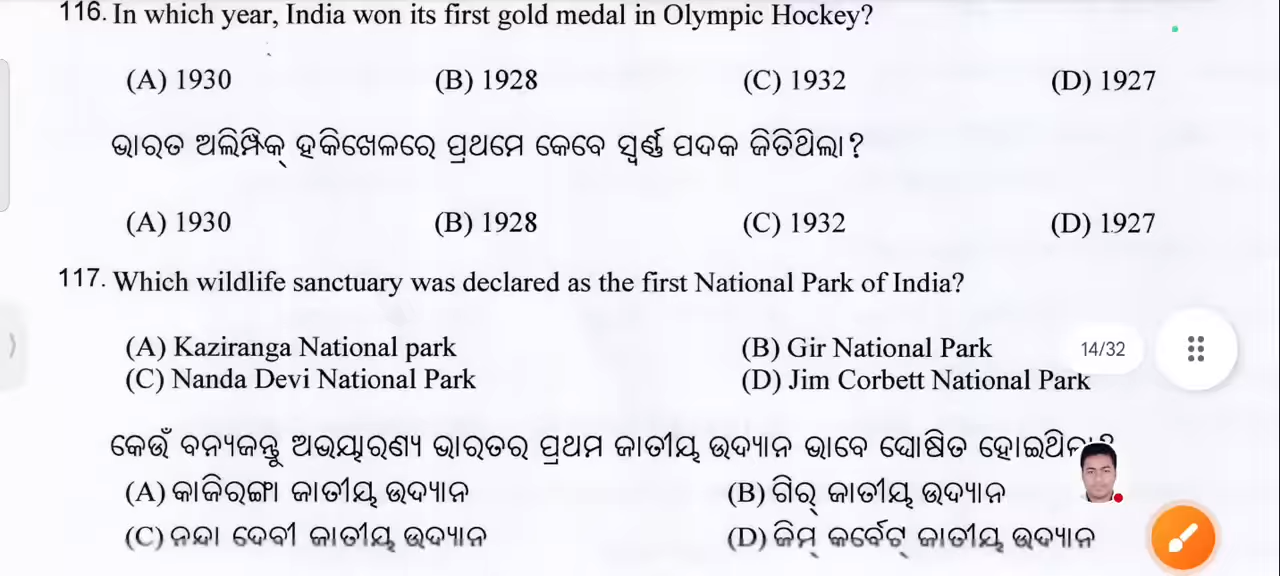 116. In which year, India won its first gold medal in Olympic Hockey?
(A) 1930 (B) 1928 (C) 1932 (D) 1927
ଭାରତ ଅଲିମ୍ପିକ୍ ହକିଖେଳରେ ପ୍ରଥମେ କେବେ ସ୍ୱର୍ଣ୍ଣ ପଦକ ଜିତିଥିଲା ?
(A) 1930 (B) 1928 (C) 1932 (D) 1927
117. Which wildlife sanctuary was declared as the first National Park of India?
(A) Kaziranga National park (B) Gir National Park 14/32
(C) Nanda Devi National Park (D) Jim Corbett National Park
କେଉଁ ବନ୍ୟଜନ୍ତୁ ଅଭୟାରଣ୍ୟ ଭାରତର ପ୍ରଥମ ଜାତୀୟ ଉଦ୍ୟାନ ଭାବେ ଘୋଷିତ
(A) କାଜିରଙ୍ଗା ଜାତୀୟ ଉଦ୍ୟାନ (B) ଗିର୍ ଜାତୀୟ ଉଦ୍ୟାନ
(C) ନନ୍ଦା ଦେବୀ ଜାତୀୟ ଉଦ୍ୟାନ (D) ଜିମ୍ କର୍ବେଟ୍ ଜାତୀୟ ଉଦ୍ୟାନ